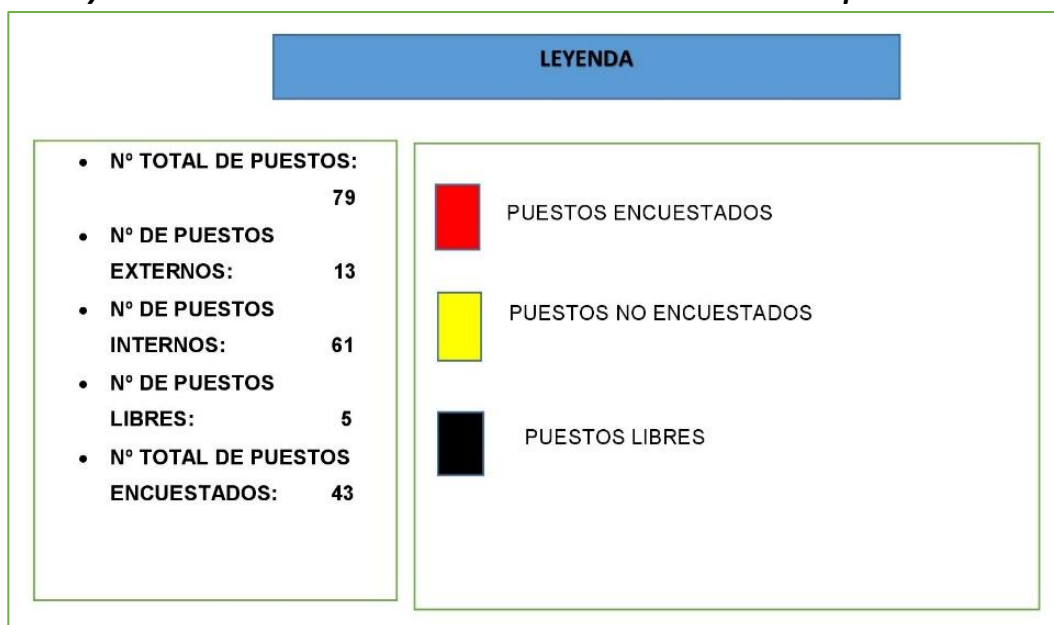 LEYENDA
• Nº TOTAL DE PUESTOS:
79
• Nº DE PUESTOS
EXTERNOS: 13
• Nº DE PUESTOS
INTERNOS: 61
• Nº DE PUESTOS
LIBRES: 5
• Nº TOTAL DE PUESTOS
ENCUESTADOS: 43
PUESTOS ENCUESTADOS
PUESTOS NO ENCUESTADOS
PUESTOS LIBRES